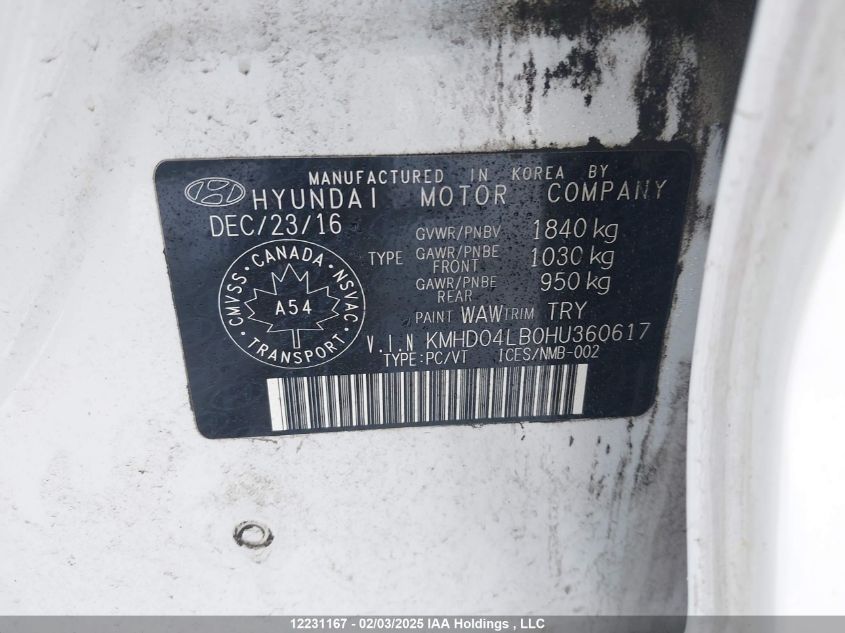 MANUFACTURED IN KOREA BY
HYUNDAI MOTOR COMPANY
DEC/23/16
GVWR/PNBV 1840 kg
TYPE GAWR/PNBE FRONT 1030 kg
GAWR/PNBE REAR 950 kg
PAINT WAW TRIM TRY
CMVSS • CANADA • NSVAC
A54
• TRANSPORT •
V.I.N KMHD04LB0HU360617
TYPE:PC/VT ICES/NMB-002
12231167 - 02/03/2025 IAA Holdings , LLC